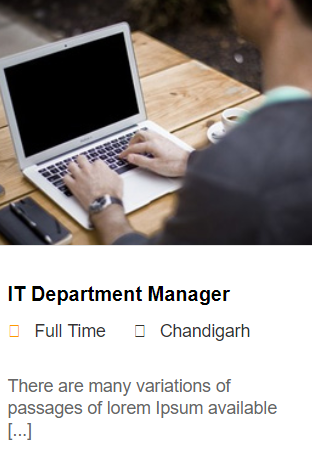 IT Department Manager
Full Time Chandigarh
There are many variations of
passages of lorem Ipsum available
[...]